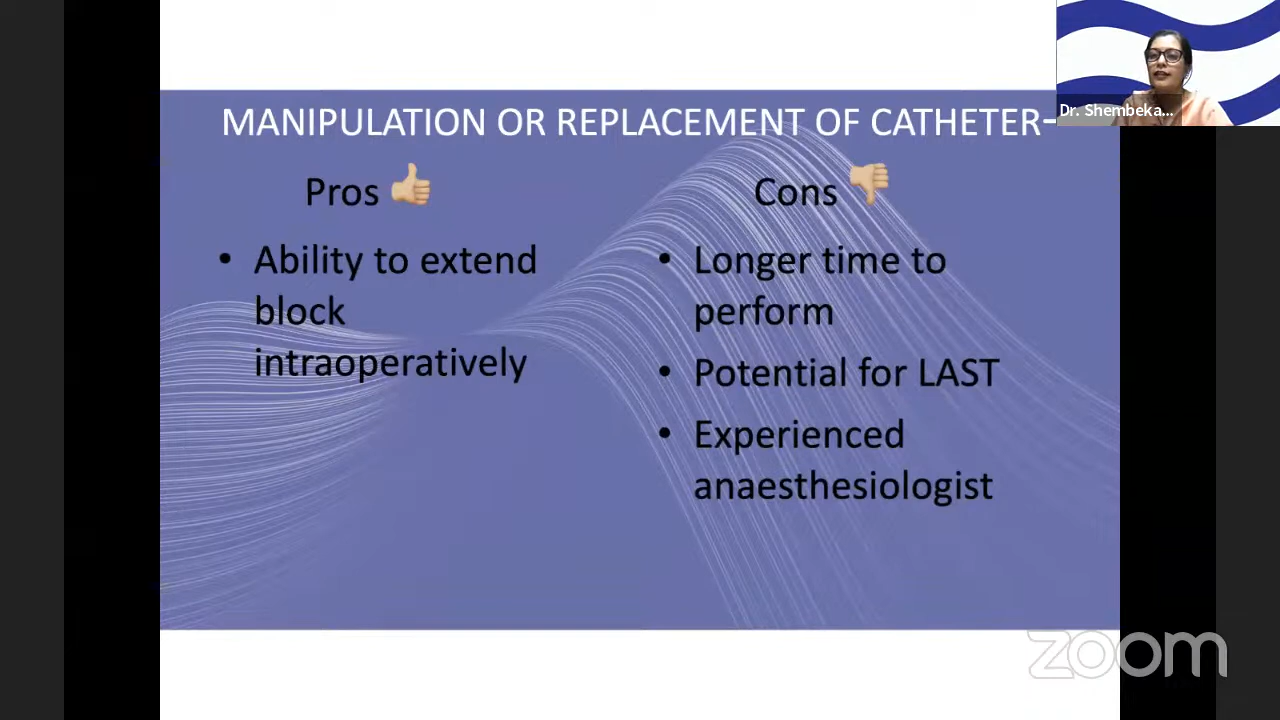 MANIPULATION OR REPLACEMENT OF CATHETER-
Pros 👍
• Ability to extend
block
intraoperatively
Cons 👎
• Longer time to
perform
• Potential for LAST
• Experienced
anaesthesiologist
Dr. Shembeka...
zoom